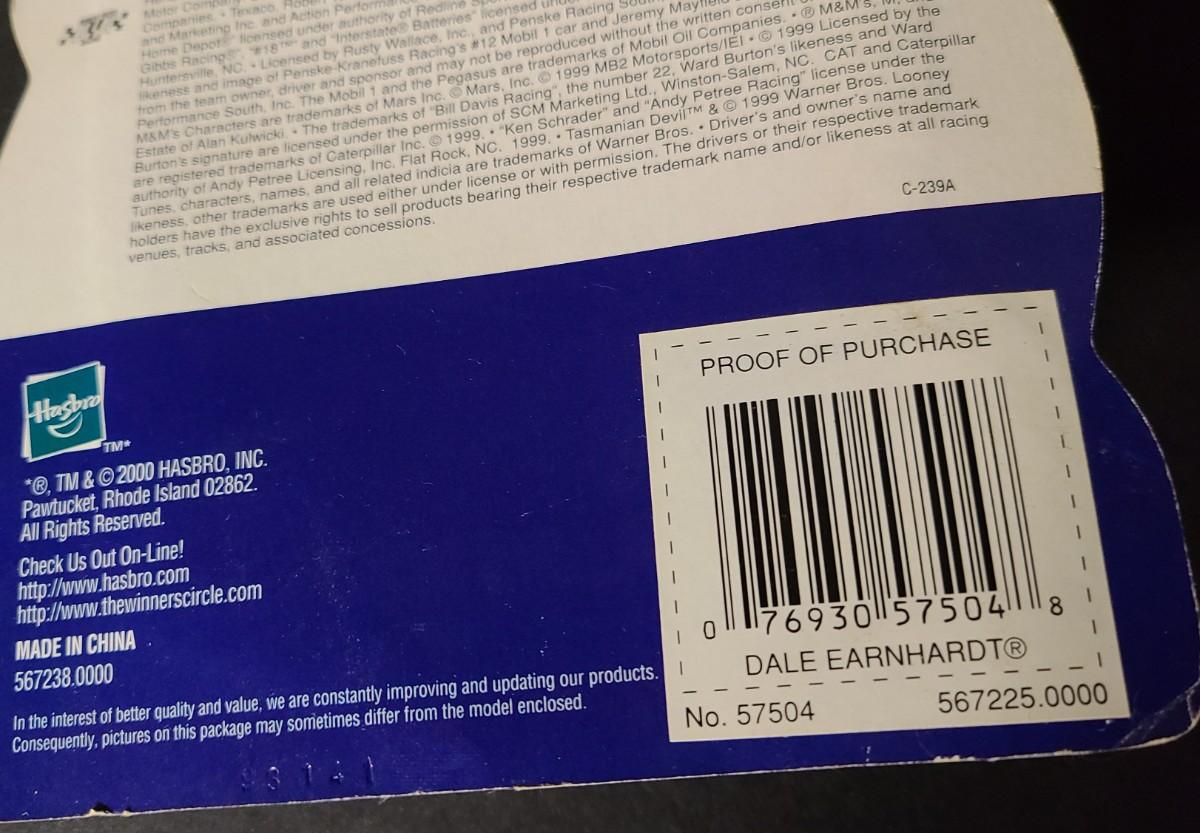 Motor Company
Companies. • Texaco, Robert
and Marketing Inc. and Action Performance
Home Depot® licensed under authority of Redline
Gibbs Racing®, "#18™" and "Interstate® Batteries" licensed under
Huntersville, NC. • Licensed by Rusty Wallace, Inc., and Penske Racing South
likeness and image of Penske-Kranefuss Racing's #12 Mobil 1 car and Jeremy Mayfield
from the team owner, driver and sponsor and may not be reproduced without the written consent
Performance South, Inc. The Mobil 1 and the Pegasus are trademarks of Mobil Oil Companies. • ® M&M's, M, and
M&M's Characters are trademarks of Mars Inc. © Mars, Inc. © 1999 MB2 Motorsports/IEI • © 1999 Licensed by the
Estate of Alan Kulwicki. • The trademarks of "Bill Davis Racing", the number 22, Ward Burton's likeness and Ward
Burton's signature are licensed under the permission of SCM Marketing Ltd., Winston-Salem, NC. CAT and Caterpillar
are registered trademarks of Caterpillar Inc. © 1999. • "Ken Schrader" and "Andy Petree Racing" license under the
authority of Andy Petree Licensing, Inc. Flat Rock, NC. 1999. • Tasmanian Devil™ & © 1999 Warner Bros. Looney
Tunes, characters, names, and all related indicia are trademarks of Warner Bros. • Driver's and owner's name and
likeness, other trademarks are used either under license or with permission. The drivers or their respective trademark
holders have the exclusive rights to sell products bearing their respective trademark name and/or likeness at all racing
venues, tracks, and associated concessions.
C-239A
Hasbro
TM*
*®, TM & © 2000 HASBRO, INC.
Pawtucket, Rhode Island 02862.
All Rights Reserved.
Check Us Out On-Line!
http://www.hasbro.com
http://www.thewinnerscircle.com
MADE IN CHINA
567238.0000
In the interest of better quality and value, we are constantly improving and updating our products.
Consequently, pictures on this package may sometimes differ from the model enclosed.
PROOF OF PURCHASE
0 76930 57504 8
DALE EARNHARDT®
No. 57504
567225.0000